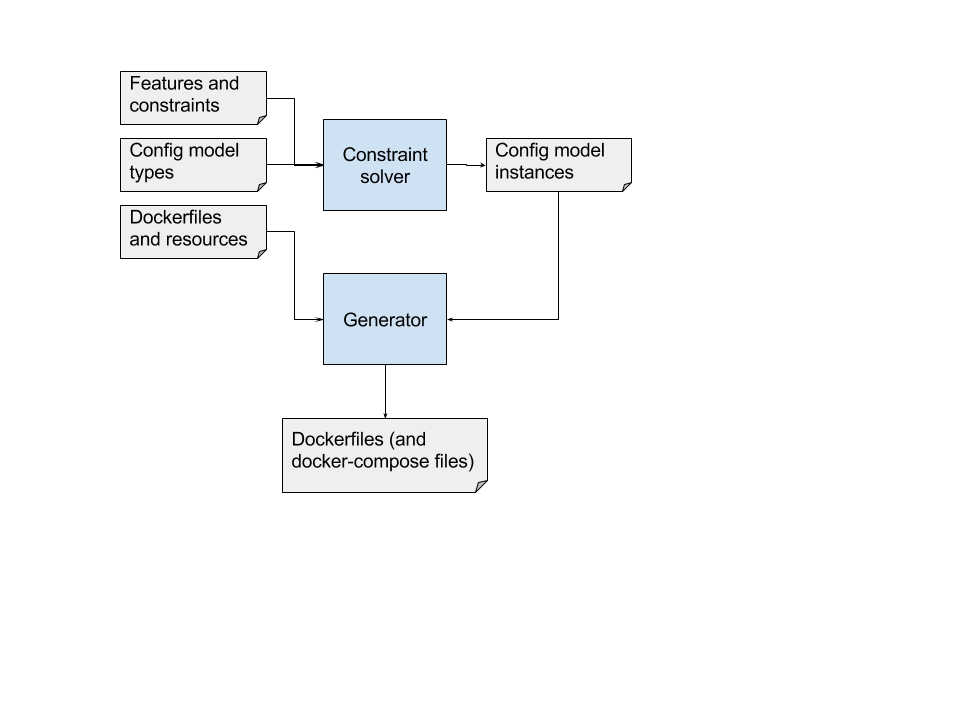 Features and
constraints
Config model
types
Dockerfiles
and resources
Constraint
solver
Config model
instances
Generator
Dockerfiles (and
docker-compose files)